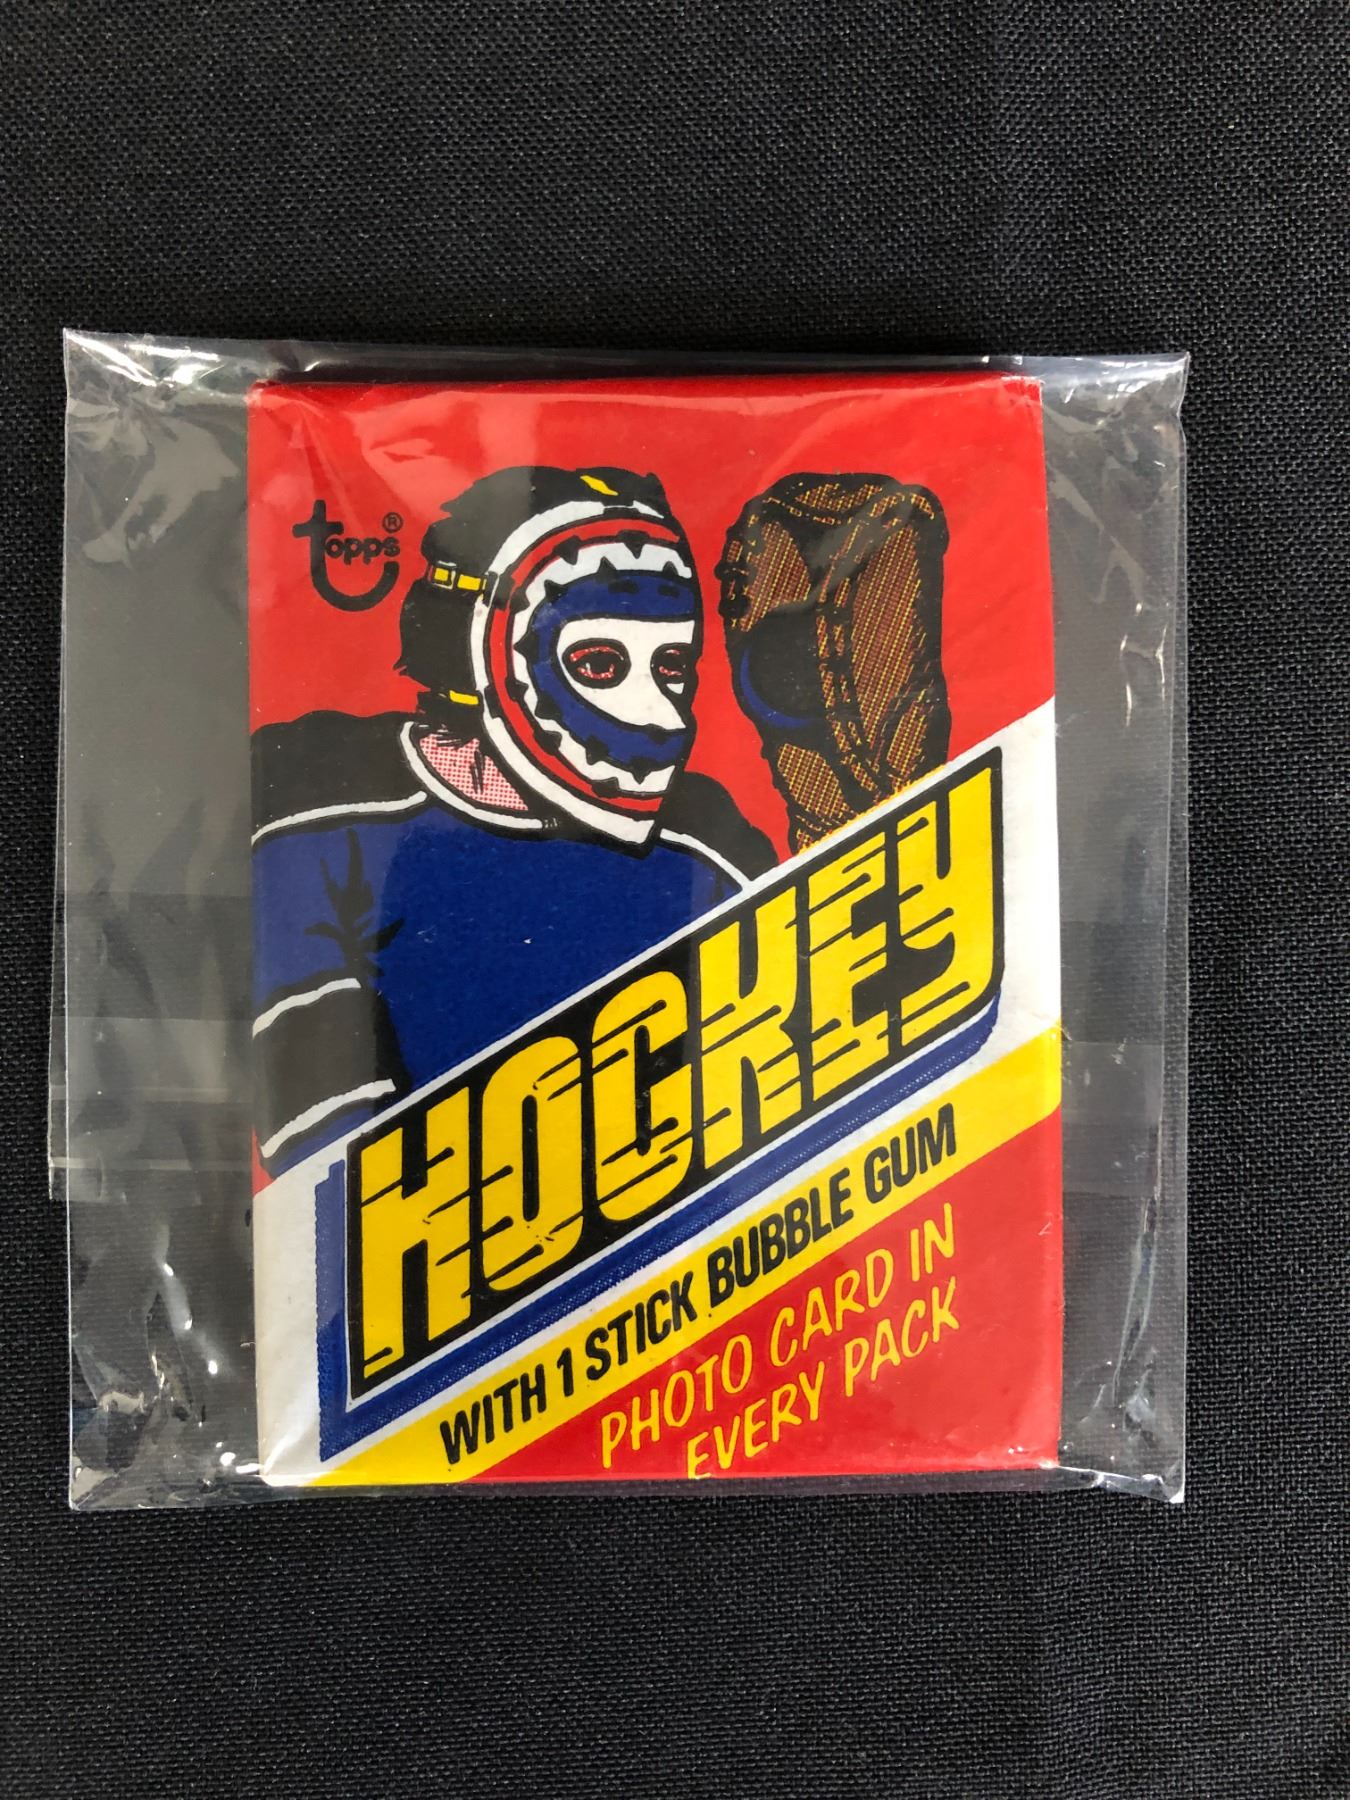 topps®
HOCKEY
WITH 1 STICK BUBBLE GUM
PHOTO CARD IN
EVERY PACK